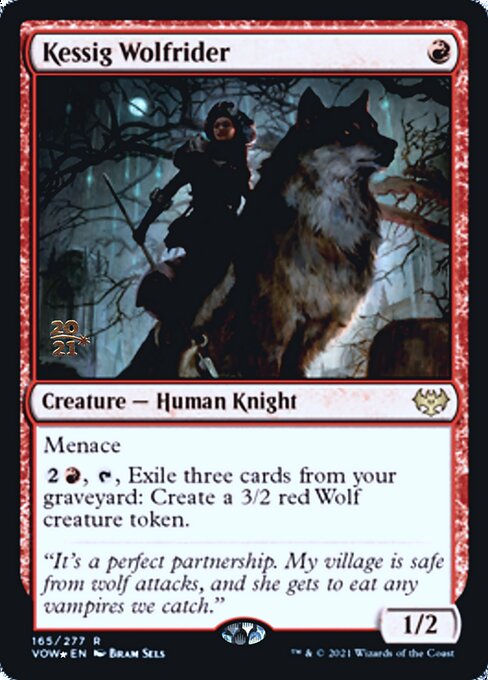 Kessig Wolfrider
20
21
Creature — Human Knight
Menace
2 , , Exile three cards from your
graveyard: Create a 3/2 red Wolf
creature token.
“It’s a perfect partnership. My village is safe
from wolf attacks, and she gets to eat any
vampires we catch.”
1/2
165/277 R
VOW★EN Bram Sels
™ & © 2021 Wizards of the Coast